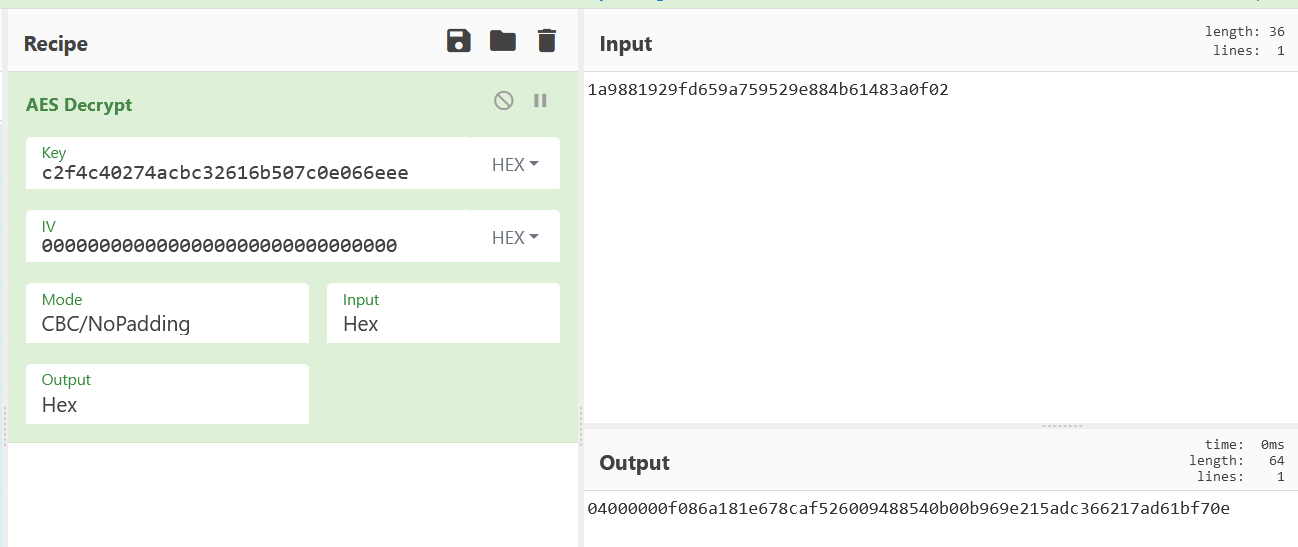 Recipe
AES Decrypt
Key
c2f4c40274acbc32616b507c0e066eee
HEX
IV
0000000000000000000000000000000
HEX
Mode
CBC/NoPadding
Input
Hex
Output
Hex
Input
length: 36
lines: 1
1a9881929fd659a759529e884b61483a0f02
Output
time: 0ms
length: 64
lines: 1
04000000f086a181e678caf526009488540b00b969e215adc366217ad61bf70e